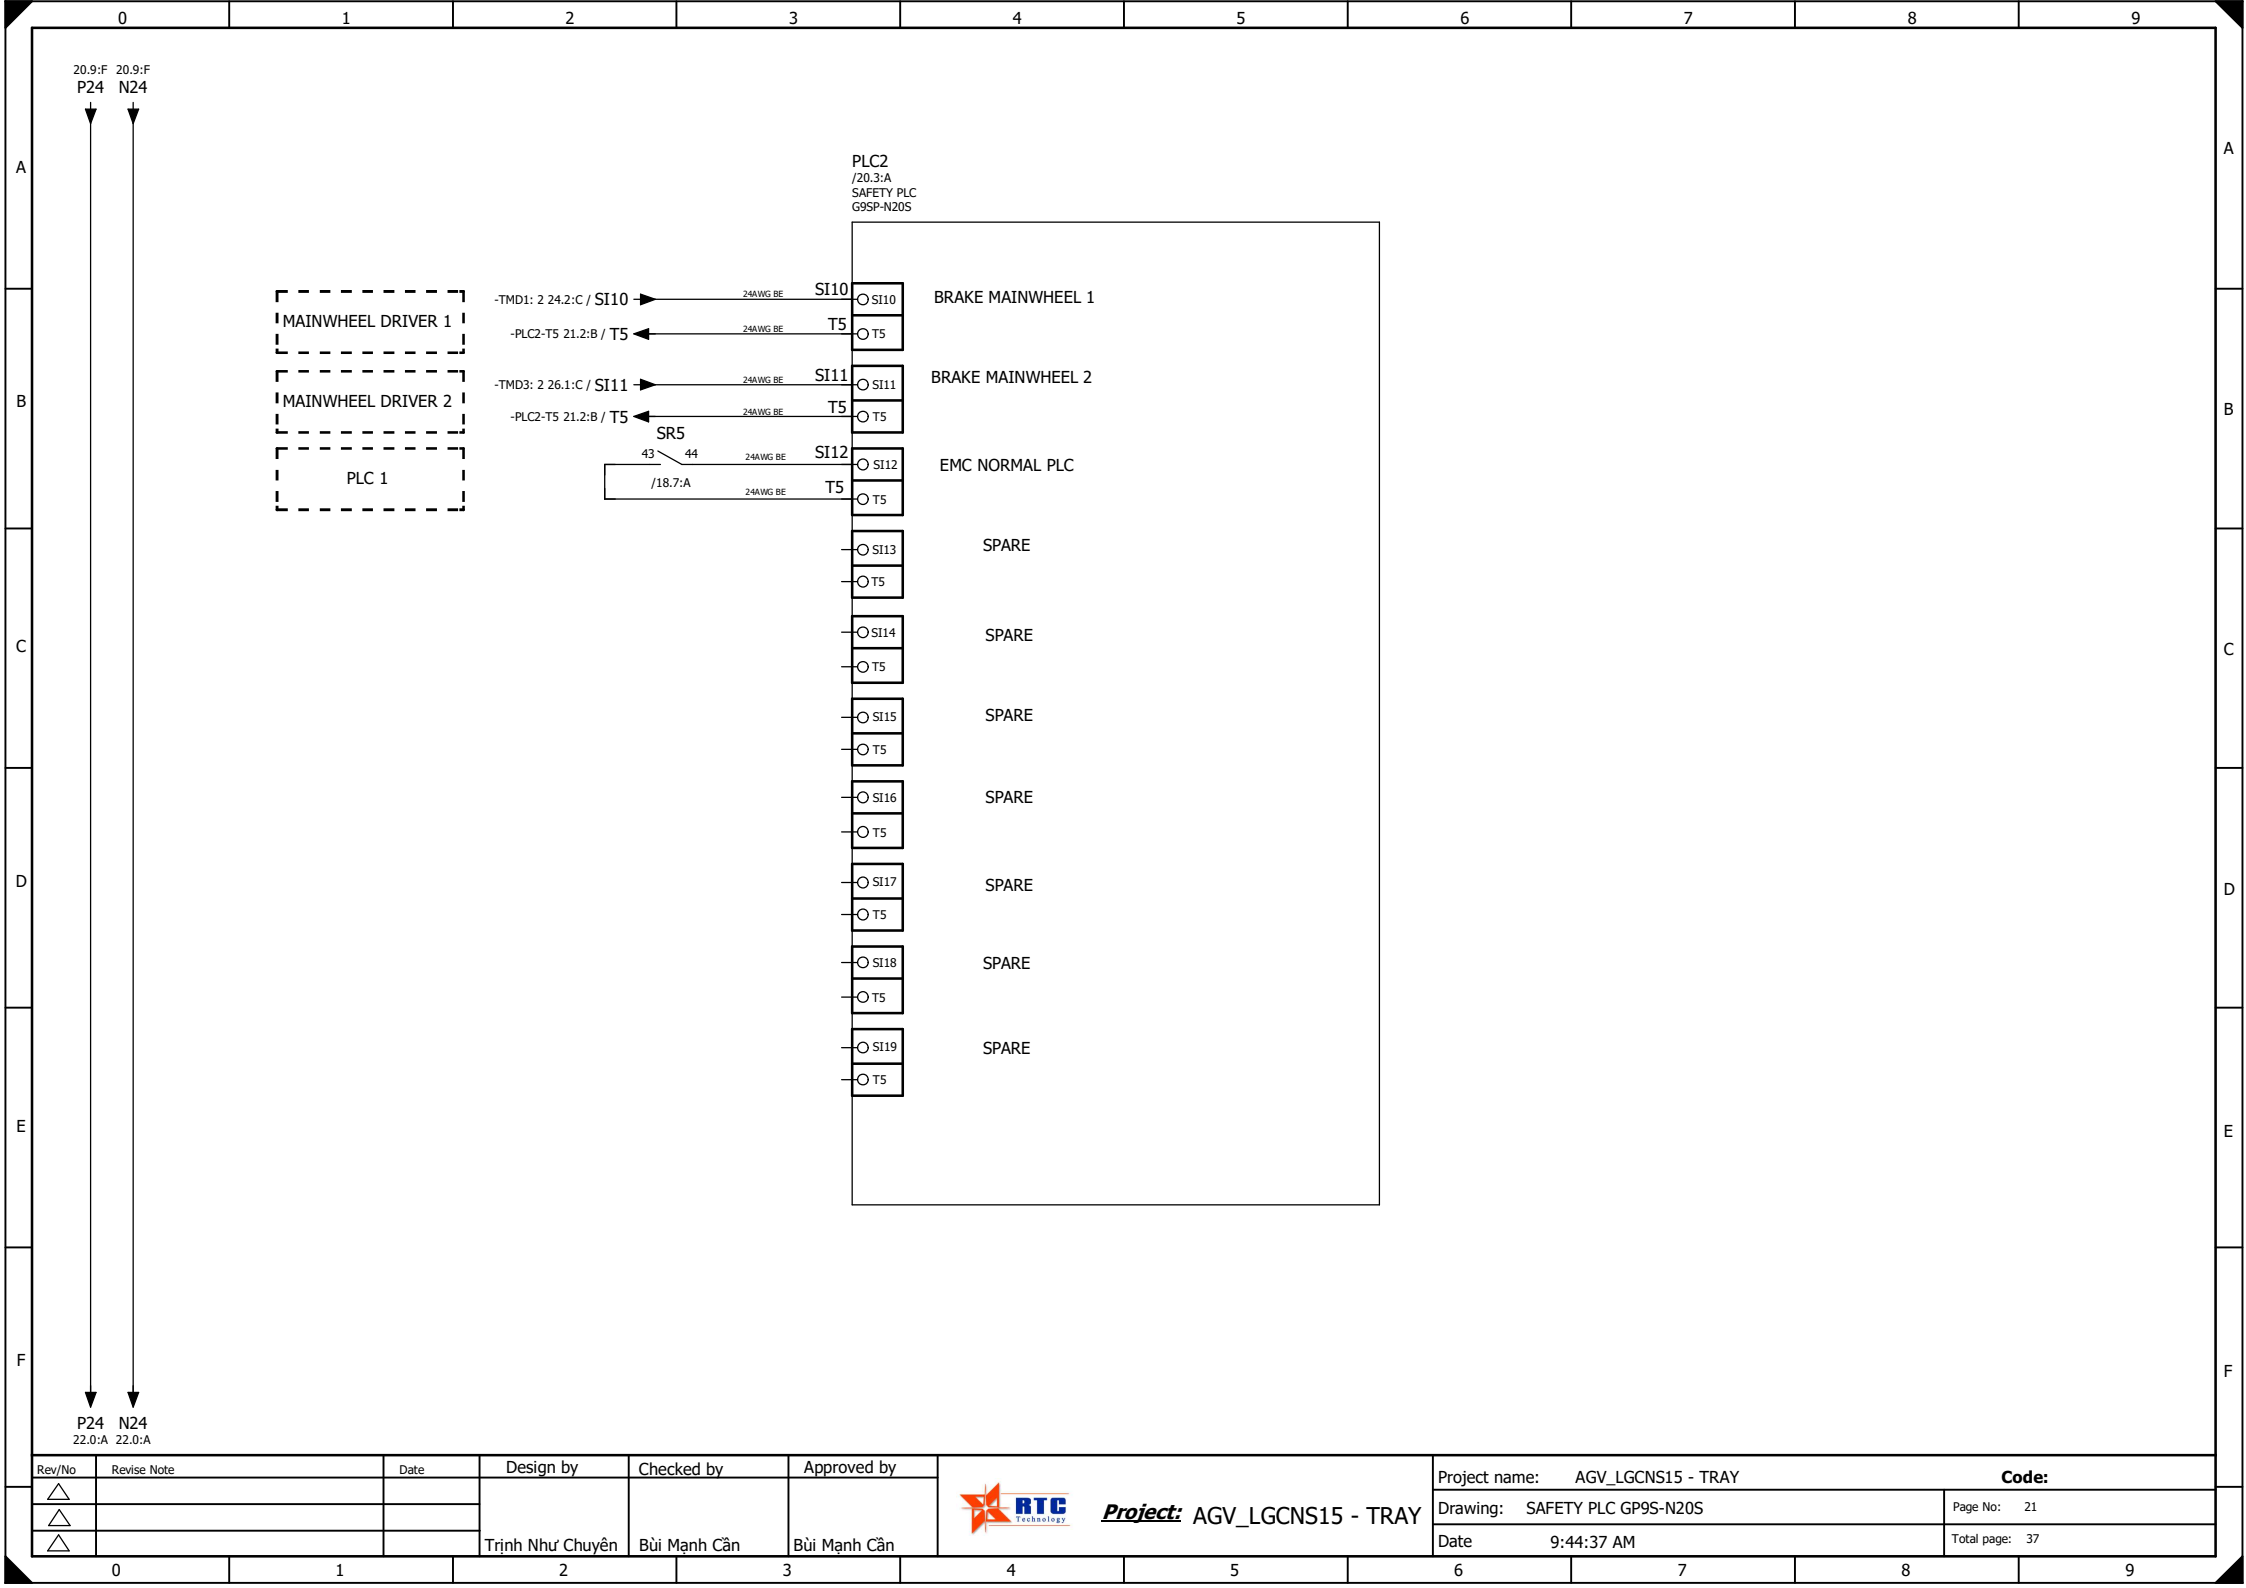 0 1 2 3 4 5 6 7 8 9
20.9:F 20.9:F
P24 N24
A A
PLC2
/20.3:A
SAFETY PLC
G9SP-N20S
MAINWHEEL DRIVER 1
-TMD1: 2 24.2:C / SI10 24AWG BE SI10 SI10 BRAKE MAINWHEEL 1
-PLC2-T5 21.2:B / T5 24AWG BE T5 T5
B B
MAINWHEEL DRIVER 2
-TMD3: 2 26.1:C / SI11 24AWG BE SI11 SI11 BRAKE MAINWHEEL 2
-PLC2-T5 21.2:B / T5 24AWG BE T5 T5
SR5
PLC 1
43 44 24AWG BE SI12 SI12 EMC NORMAL PLC
/18.7:A 24AWG BE T5 T5
SI13 SPARE
T5
C C
SI14 SPARE
T5
SI15 SPARE
T5
SI16 SPARE
T5
D D
SI17 SPARE
T5
SI18 SPARE
T5
SI19 SPARE
T5
E E
F F
P24 N24
22.0:A 22.0:A
Rev/No Revise Note Date Design by Checked by Approved by
Trịnh Như Chuyên Bùi Mạnh Cần Bùi Mạnh Cần
RTC
Technology
Project: AGV_LGCNS15 - TRAY
Project name: AGV_LGCNS15 - TRAY Code:
Drawing: SAFETY PLC GP9S-N20S Page No: 21
Date 9:44:37 AM Total page: 37
0 1 2 3 4 5 6 7 8 9